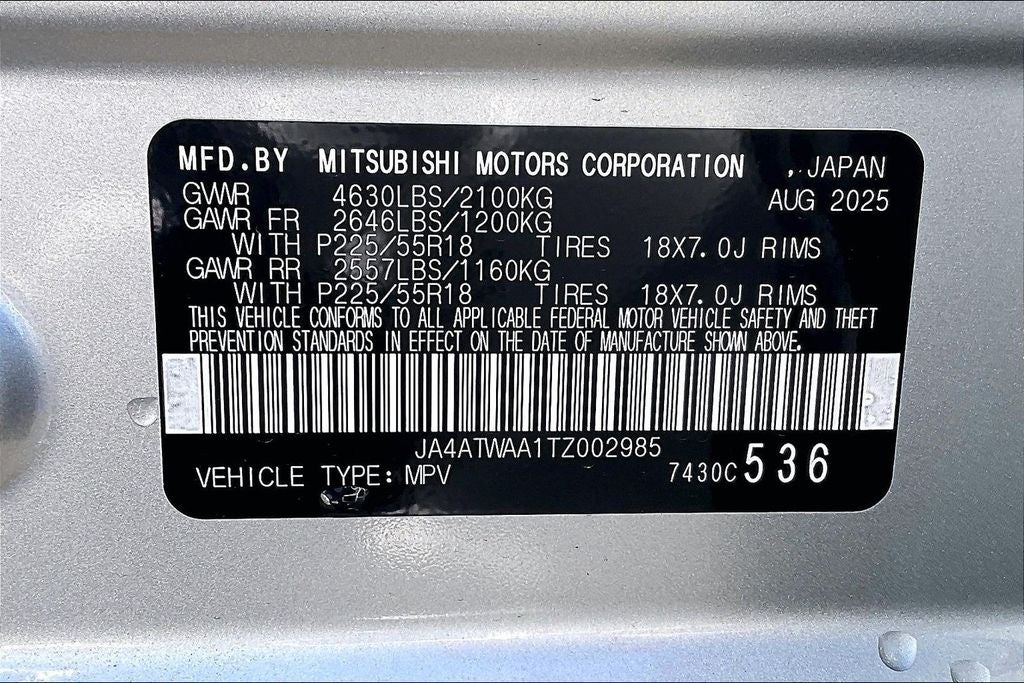 MFD.BY MITSUBISHI MOTORS CORPORATION , JAPAN
GWR 4630LBS/2100KG AUG 2025
GAWR FR 2646LBS/1200KG
WITH P225/55R18 TIRES 18X7.0J RIMS
GAWR RR 2557LBS/1160KG
WITH P225/55R18 TIRES 18X7.0J RIMS
THIS VEHICLE CONFORMS TO ALL APPLICABLE FEDERAL MOTOR VEHICLE SAFETY AND THEFT
PREVENTION STANDARDS IN EFFECT ON THE DATE OF MANUFACTURE SHOWN ABOVE.
JA4ATWAA1TZ002985
VEHICLE TYPE: MPV 7430C 536